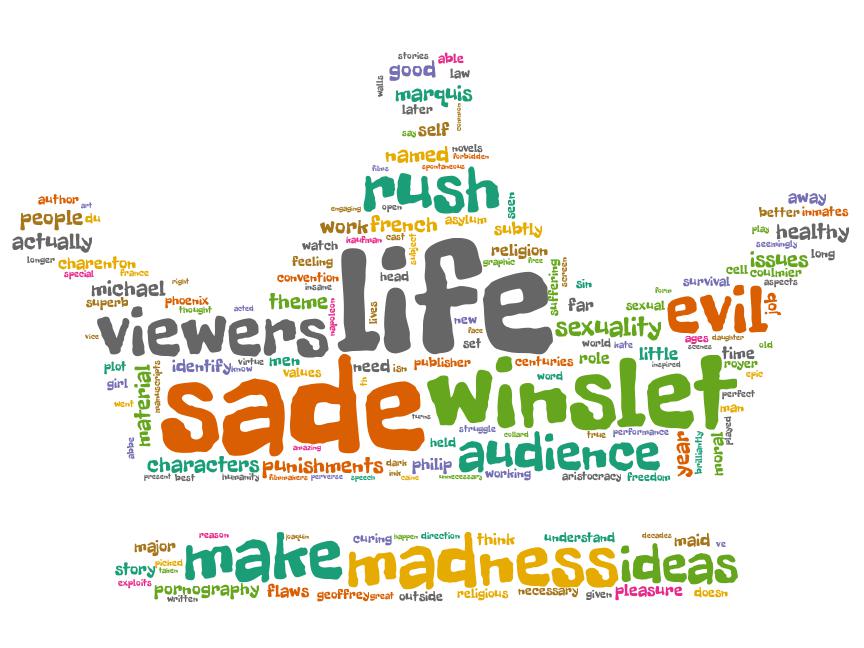 stories able
good law
walls
marquis
later
common
say self
named novels
forbidden
films spontaneous
rush
seen
engaging open
work french asylum subtly
author
art
people du
actually
longer charenton
special france
michael right
superb phoenix
thought acted
vice
away
better inmates
play healthy
seemingly
issues long
cell coulmier
aspects
survival
form
sexual evil
doj
watch kaufman cast subject religion
feeling graphic free
convention head suffering screen
insane sin
theme napoleon lives life far
viewers new
face
set sexuality
world kate
ages daughter
scenes old
little time
inspired royer
epic
plot identify know virtue men need isn publisher centuries role
values th word
girl material manuscripts
went
abbe
sade winslet
turns
perfect
man
played
struggle collard true performance
amazing held audience year brilliantly moral
characters punishments dark philip
ink came unnecessary working aristocracy freedom
present best humanity filmmakers perverse speech
reason joaquin curing happen direction think understand decades maid ve
major
make madness ideas
story picked
taken
exploits
pornography flaws geoffrey great outside religious necessary given pleasure doesn
written